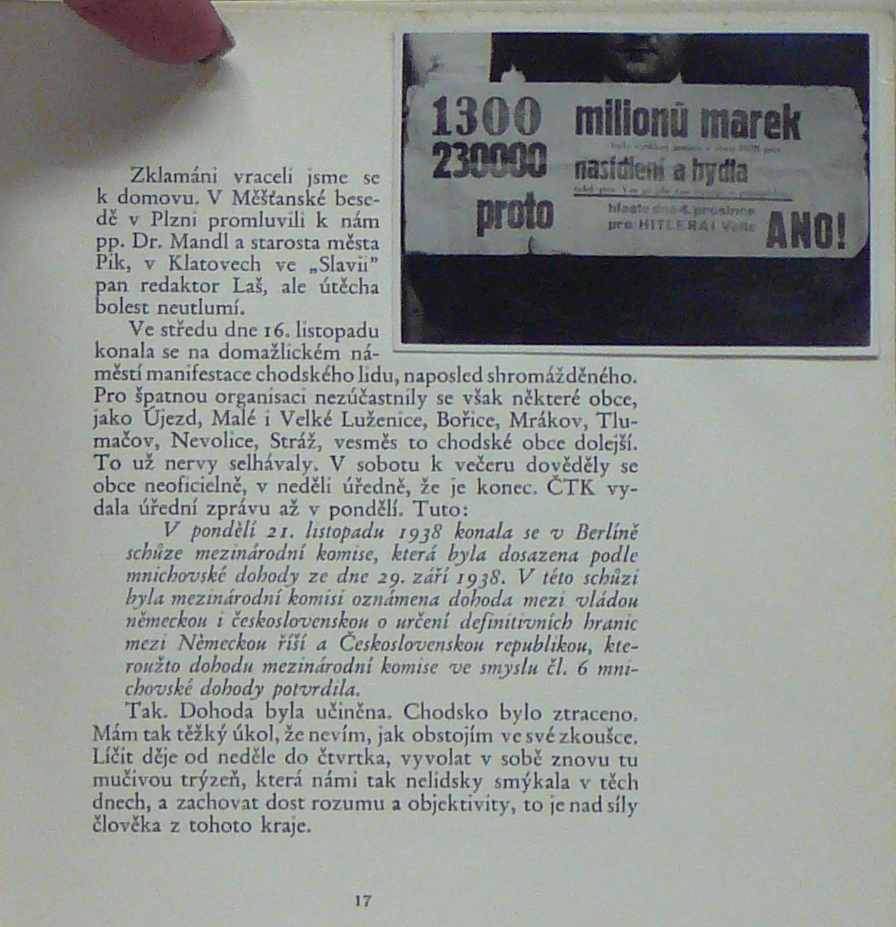 1300 milionů marek
230000 nasídlení a bydla
proto hlaste dne 4. prosince
pro HITLERA! Vaše ANO!
Zklamáni vraceli jsme se
k domovu. V Měšťanské bese-
dě v Plzni promluvili k nám
pp. Dr. Mandl a starosta města
Pik, v Klatovech ve „Slavii”
pan redaktor Laš, ale útěcha
bolest neutlumí.
Ve středu dne 16. listopadu
konala se na domažlickém ná-
městí manifestace chodského lidu, naposled shromážděného.
Pro špatnou organisaci nezúčastnily se však některé obce,
jako Újezd, Malé i Velké Luženice, Bořice, Mrákov, Tlu-
mačov, Nevolice, Stráž, vesměs to chodské obce dolejší.
To už nervy selhávaly. V sobotu k večeru dověděly se
obce neoficielně, v neděli úředně, že je konec. ČTK vy-
dala úřední zprávu až v pondělí. Tuto:
V pondělí 21. listopadu 1938 konala se v Berlíně
schůze mezinárodní komise, která byla dosazena podle
mnichovské dohody ze dne 29. září 1938. V této schůzi
byla mezinárodní komisi oznámena dohoda mezi vládou
německou i československou o určení definitivních hranic
mezi Německou říší a Československou republikou, kte-
roužto dohodu mezinárodní komise ve smyslu čl. 6 mni-
chovské dohody potvrdila.
Tak. Dohoda byla učiněna. Chodsko bylo ztraceno.
Mám tak těžký úkol, že nevím, jak obstojím ve své zkoušce.
Líčit děje od neděle do čtvrtka, vyvolat v sobě znovu tu
mučivou trýzeň, která námi tak nelidsky smýkala v těch
dnech, a zachovat dost rozumu a objektivity, to je nad síly
člověka z tohoto kraje.
17